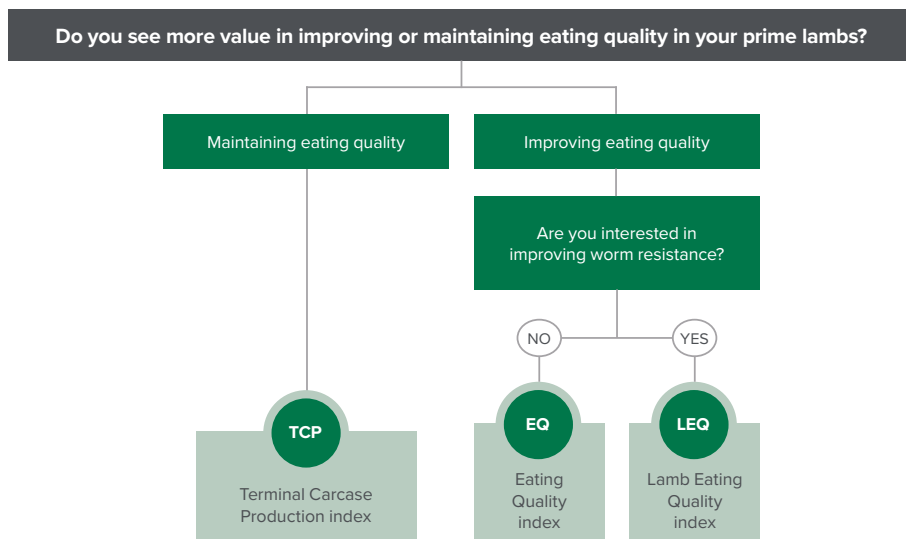 Do you see more value in improving or maintaining eating quality in your prime lambs?
Maintaining eating quality
Improving eating quality
Are you interested in
improving worm resistance?
NO
YES
TCP
EQ
LEQ
Terminal Carcase
Production index
Eating
Quality
index
Lamb Eating
Quality
index